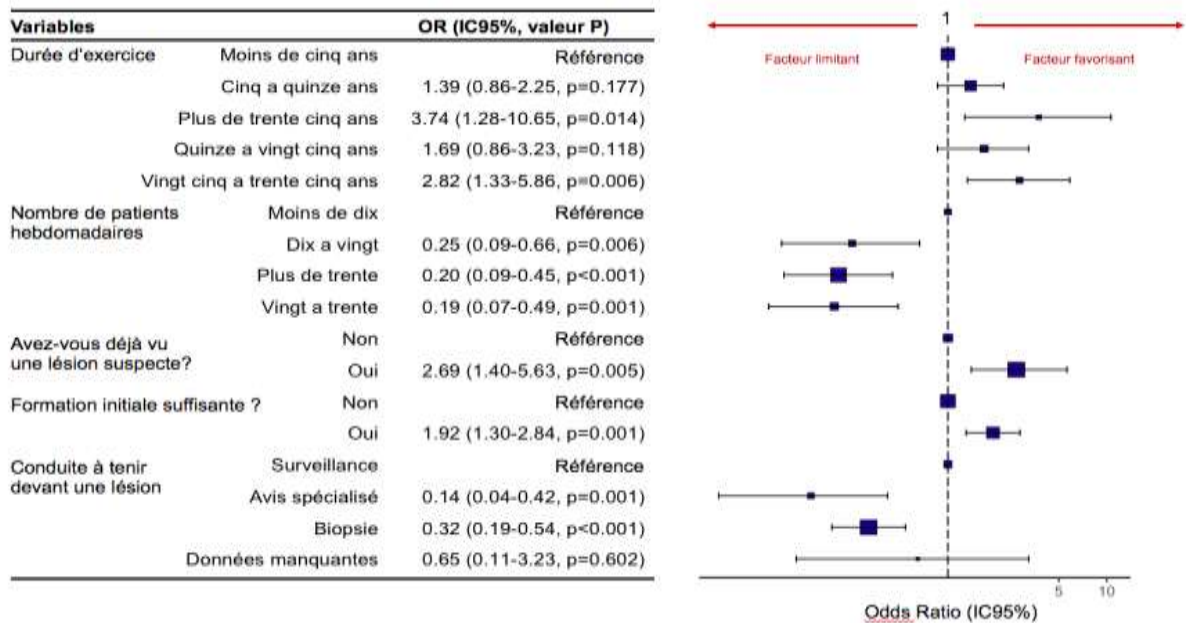 Variables OR (IC95%, valeur P)
1
Facteur limitant Facteur favorisant
Durée d'exercice Moins de cinq ans Référence
Cinq a quinze ans 1.39 (0.86-2.25, p=0.177)
Plus de trente cinq ans 3.74 (1.28-10.65, p=0.014)
Quinze a vingt cinq ans 1.69 (0.86-3.23, p=0.118)
Vingt cinq a trente cinq ans 2.82 (1.33-5.86, p=0.006)
Nombre de patients Moins de dix Référence
hebdomadaires
Dix a vingt 0.25 (0.09-0.66, p=0.006)
Plus de trente 0.20 (0.09-0.45, p<0.001)
Vingt a trente 0.19 (0.07-0.49, p=0.001)
Avez-vous déjà vu Non Référence
une lésion suspecte?
Oui 2.69 (1.40-5.63, p=0.005)
Formation initiale suffisante ? Non Référence
Oui 1.92 (1.30-2.84, p=0.001)
Conduite à tenir Surveillance Référence
devant une lésion
Avis spécialisé 0.14 (0.04-0.42, p=0.001)
Biopsie 0.32 (0.19-0.54, p<0.001)
Données manquantes 0.65 (0.11-3.23, p=0.602)
5 10
Odds Ratio (IC95%)